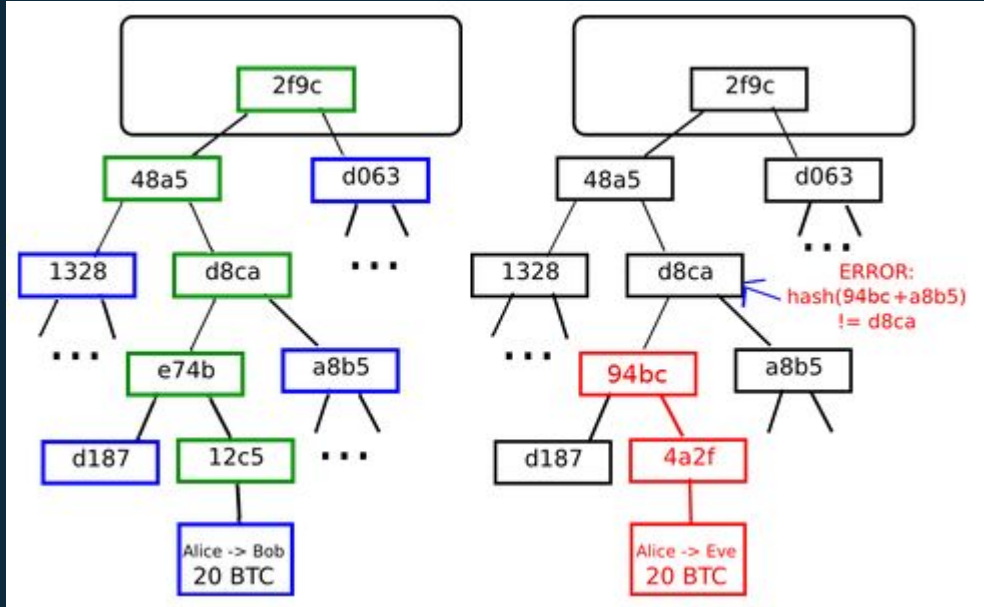 2f9c
48a5
d063
1328
d8ca
...
...
e74b
a8b5
d187
12c5
...
Alice -> Bob
20 BTC
2f9c
48a5
d063
1328
d8ca
...
ERROR:
hash(94bc+a8b5)
!= d8ca
...
94bc
a8b5
d187
4a2f
Alice -> Eve
20 BTC